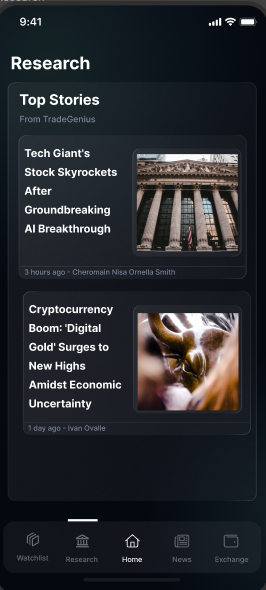 9:41
Research
Top Stories
From TradeGenius
Tech Giant's
Stock Skyrockets
After
Groundbreaking
AI Breakthrough
3 hours ago - Cheromain Nisa Ornella Smith
Cryptocurrency
Boom: 'Digital
Gold' Surges to
New Highs
Amidst Economic
Uncertainty
1 day ago - Ivan Ovalle
Watchlist
Research
Home
News
Exchange